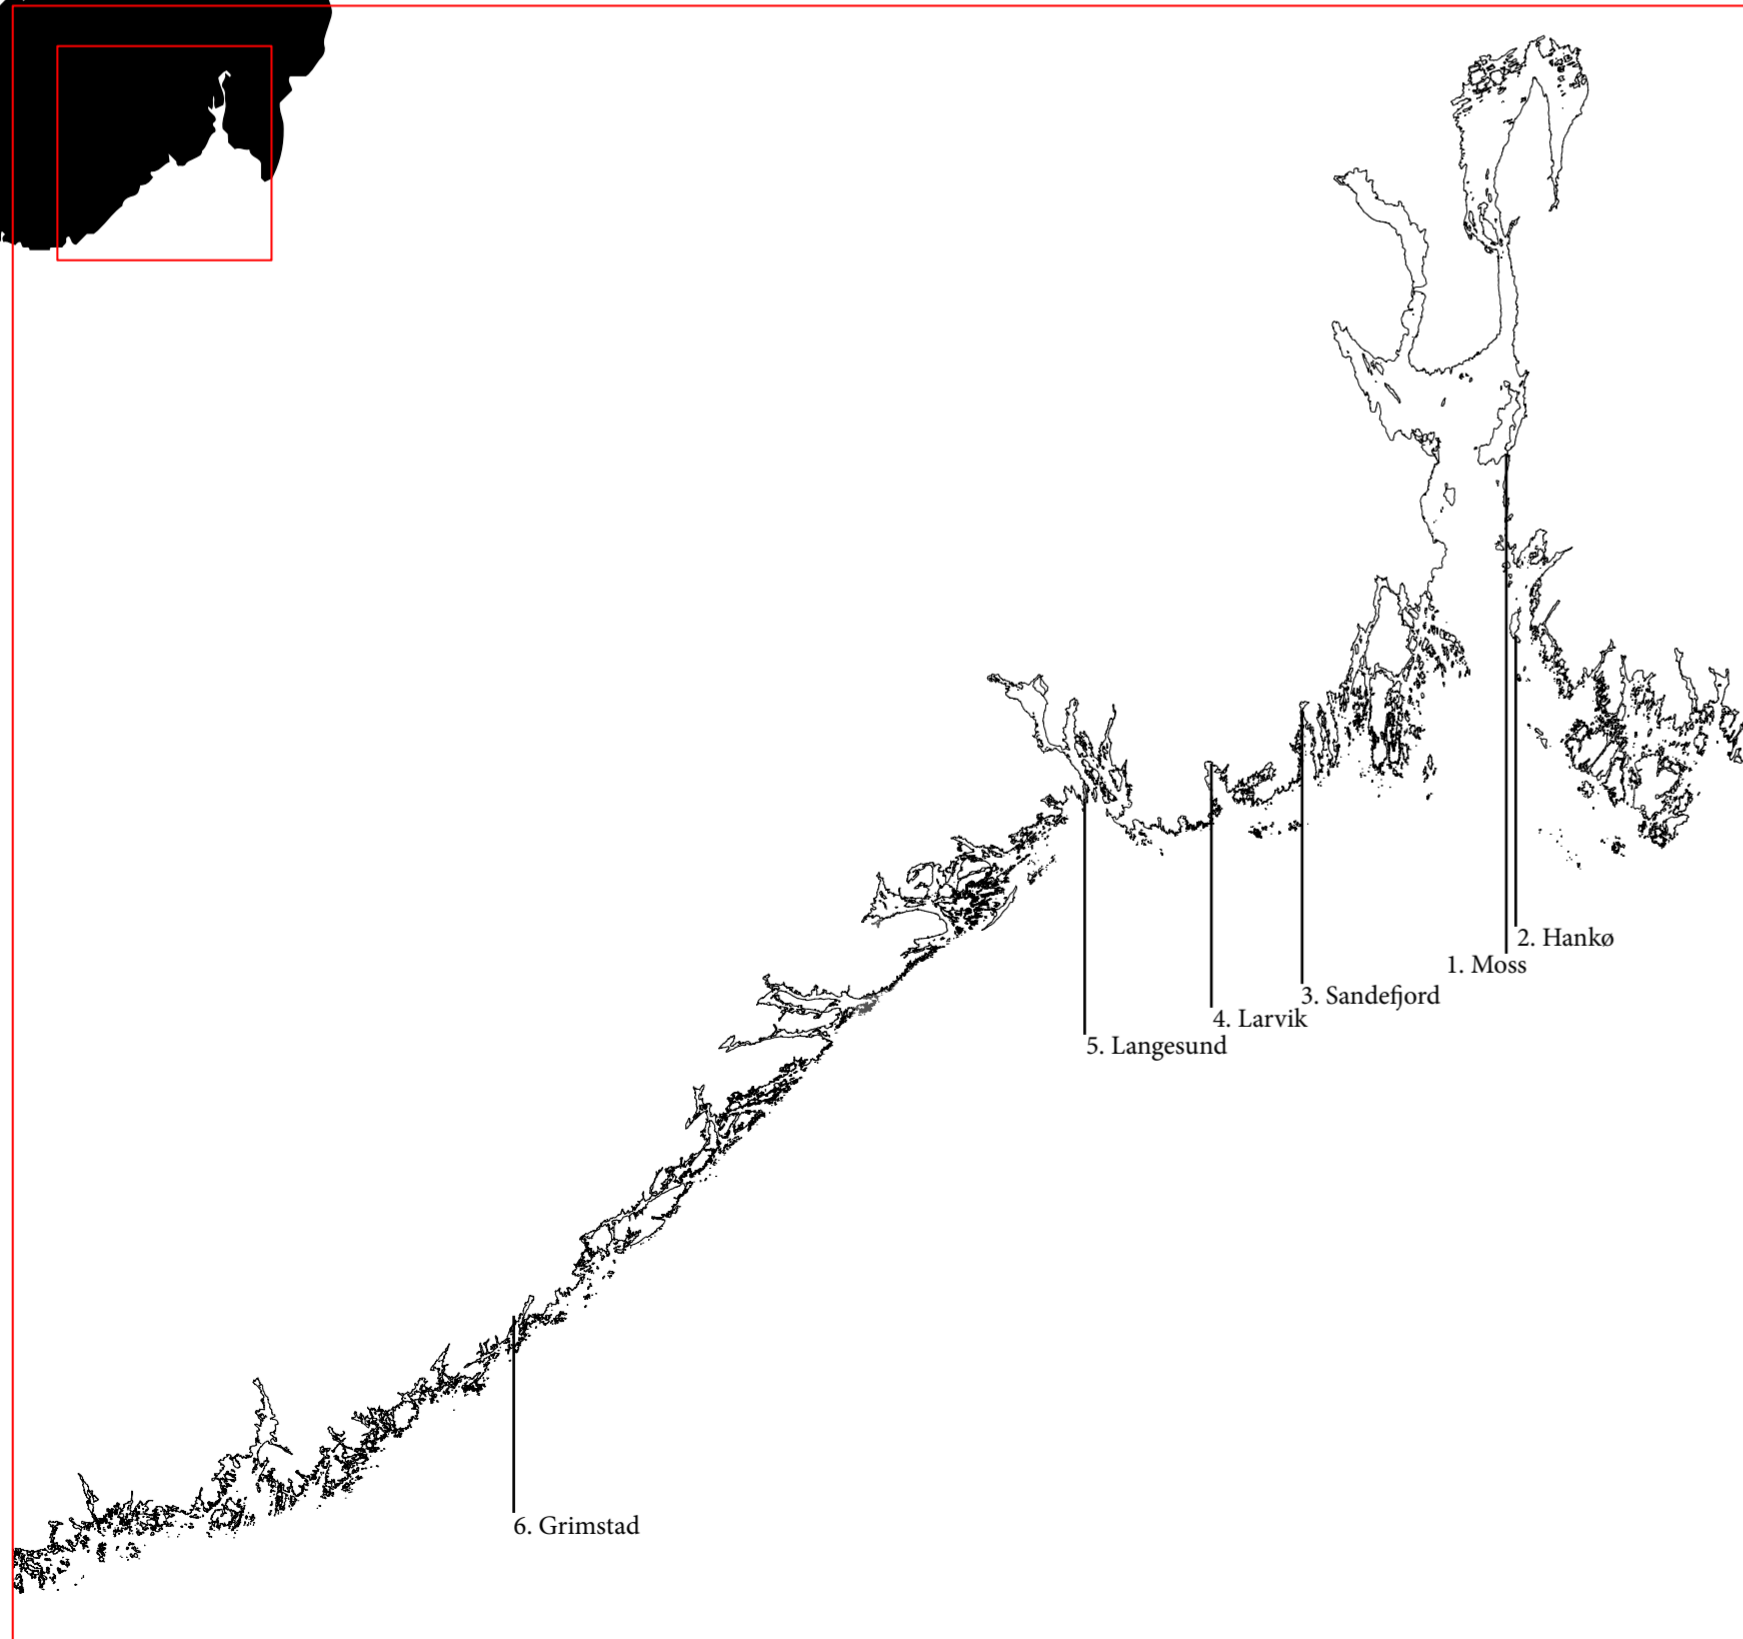 2. Hankø
1. Moss
3. Sandefjord
4. Larvik
5. Langesund
6. Grimstad